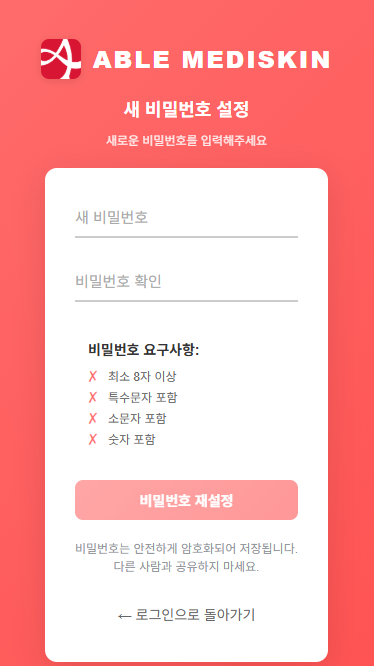 ABLE MEDISKIN
새 비밀번호 설정
새로운 비밀번호를 입력해주세요
새 비밀번호
비밀번호 확인
비밀번호 요구사항:
✗ 최소 8자 이상
✗ 특수문자 포함
✗ 소문자 포함
✗ 숫자 포함
비밀번호 재설정
비밀번호는 안전하게 암호화되어 저장됩니다.
다른 사람과 공유하지 마세요.
← 로그인으로 돌아가기